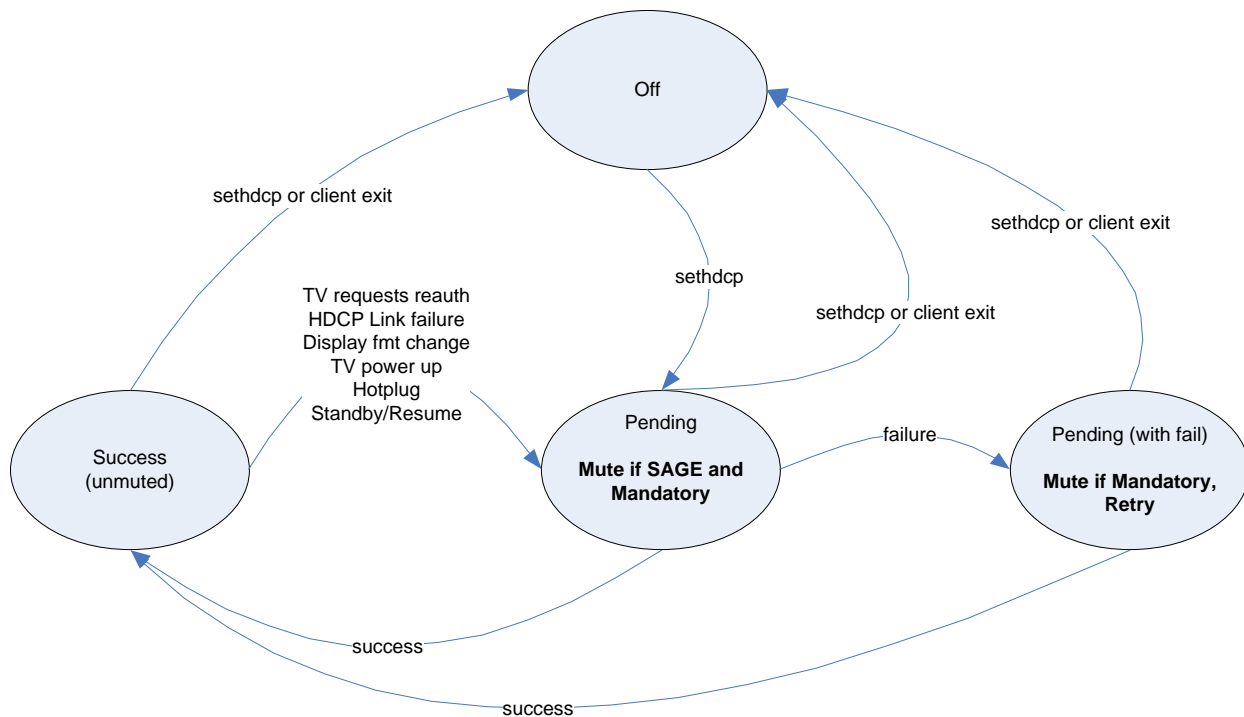 Off
sethdcp or client exit
sethdcp or client exit
sethdcp
TV requests reauth
HDCP Link failure
Display fmt change
TV power up
Hotplug
Standby/Resume
sethdcp or client exit
Success
(unmuted)
Pending
Mute if SAGE and
Mandatory
failure
Pending (with fail)
Mute if Mandatory,
Retry
success
success